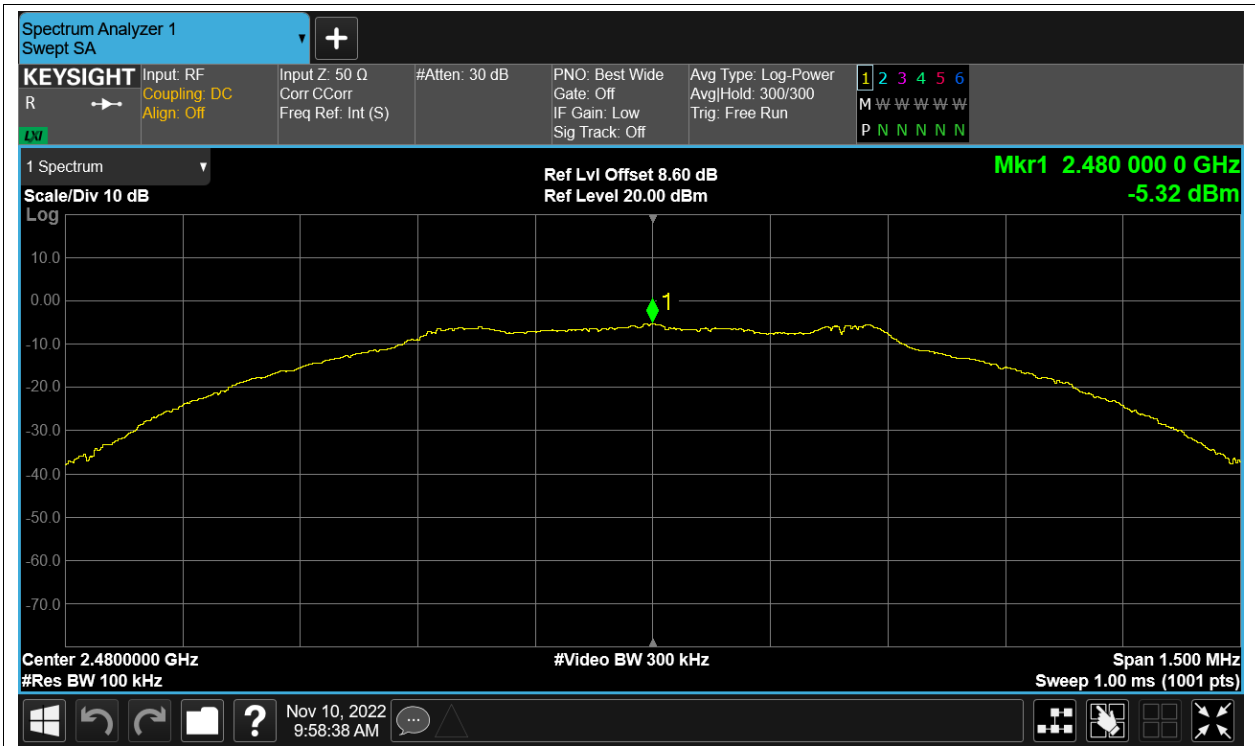 Spectrum Analyzer 1
Swept SA
KEYSIGHT
R
LXI
Input: RF
Coupling: DC
Align: Off
Input Z: 50 Ω
Corr CCorr
Freq Ref: Int (S)
#Atten: 30 dB
PNO: Best Wide
Gate: Off
IF Gain: Low
Sig Track: Off
Avg Type: Log-Power
Avg|Hold: 300/300
Trig: Free Run
1 2 3 4 5 6
M W W W W W
P N N N N N
1 Spectrum
Scale/Div 10 dB
Ref Lvl Offset 8.60 dB
Ref Level 20.00 dBm
Mkr1 2.480 000 0 GHz
-5.32 dBm
Log
10.0
0.00
-10.0
-20.0
-30.0
-40.0
-50.0
-60.0
-70.0
1
Center 2.4800000 GHz
#Video BW 300 kHz
Span 1.500 MHz
#Res BW 100 kHz
Sweep 1.00 ms (1001 pts)
?
Nov 10, 2022
9:58:38 AM